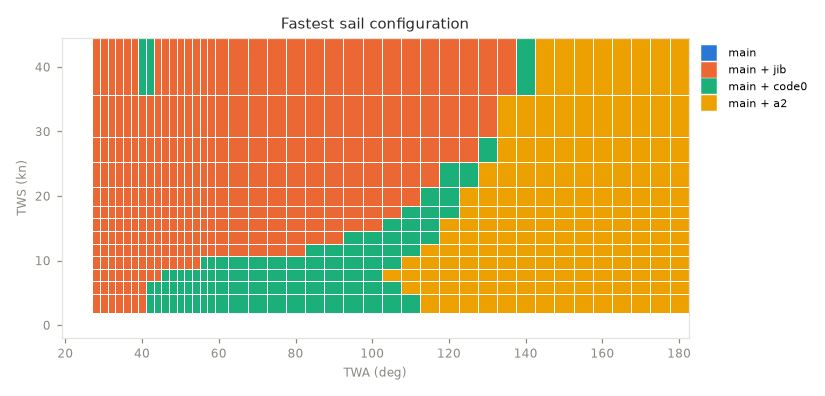 Fastest sail configuration
main
main + jib
main + code0
main + a2
TWS (kn)
40
30
20
10
0
20 40 60 80 100 120 140 160 180
TWA (deg)